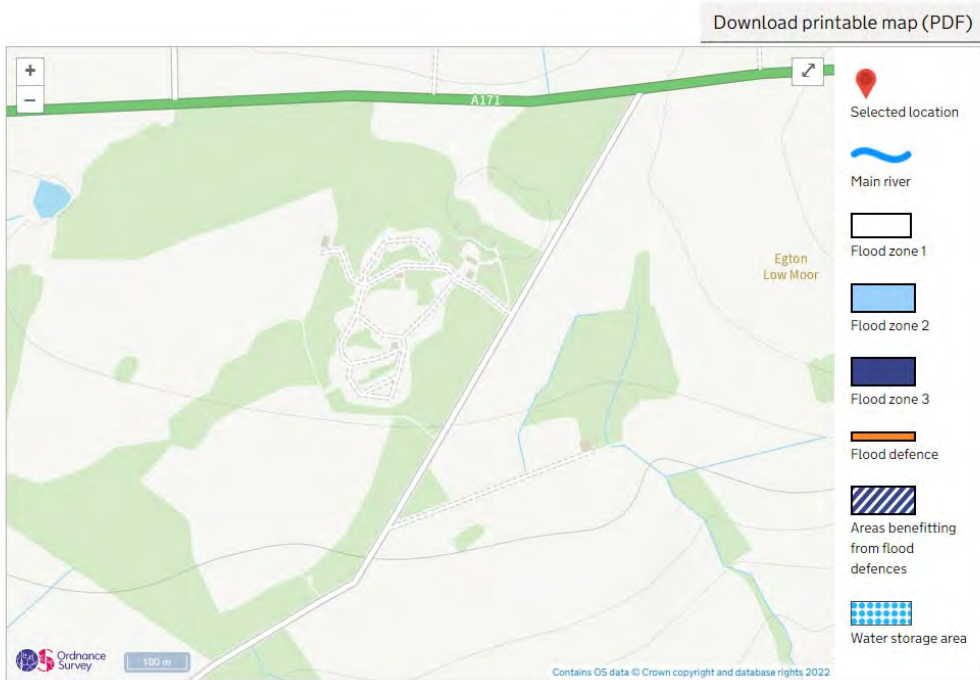 Download printable map (PDF)
+
−
A171
Egton
Low Moor
Ordnance
Survey
100 m
Contains OS data © Crown copyright and database rights 2022
Selected location
Main river
Flood zone 1
Flood zone 2
Flood zone 3
Flood defence
Areas benefitting
from flood
defences
Water storage area